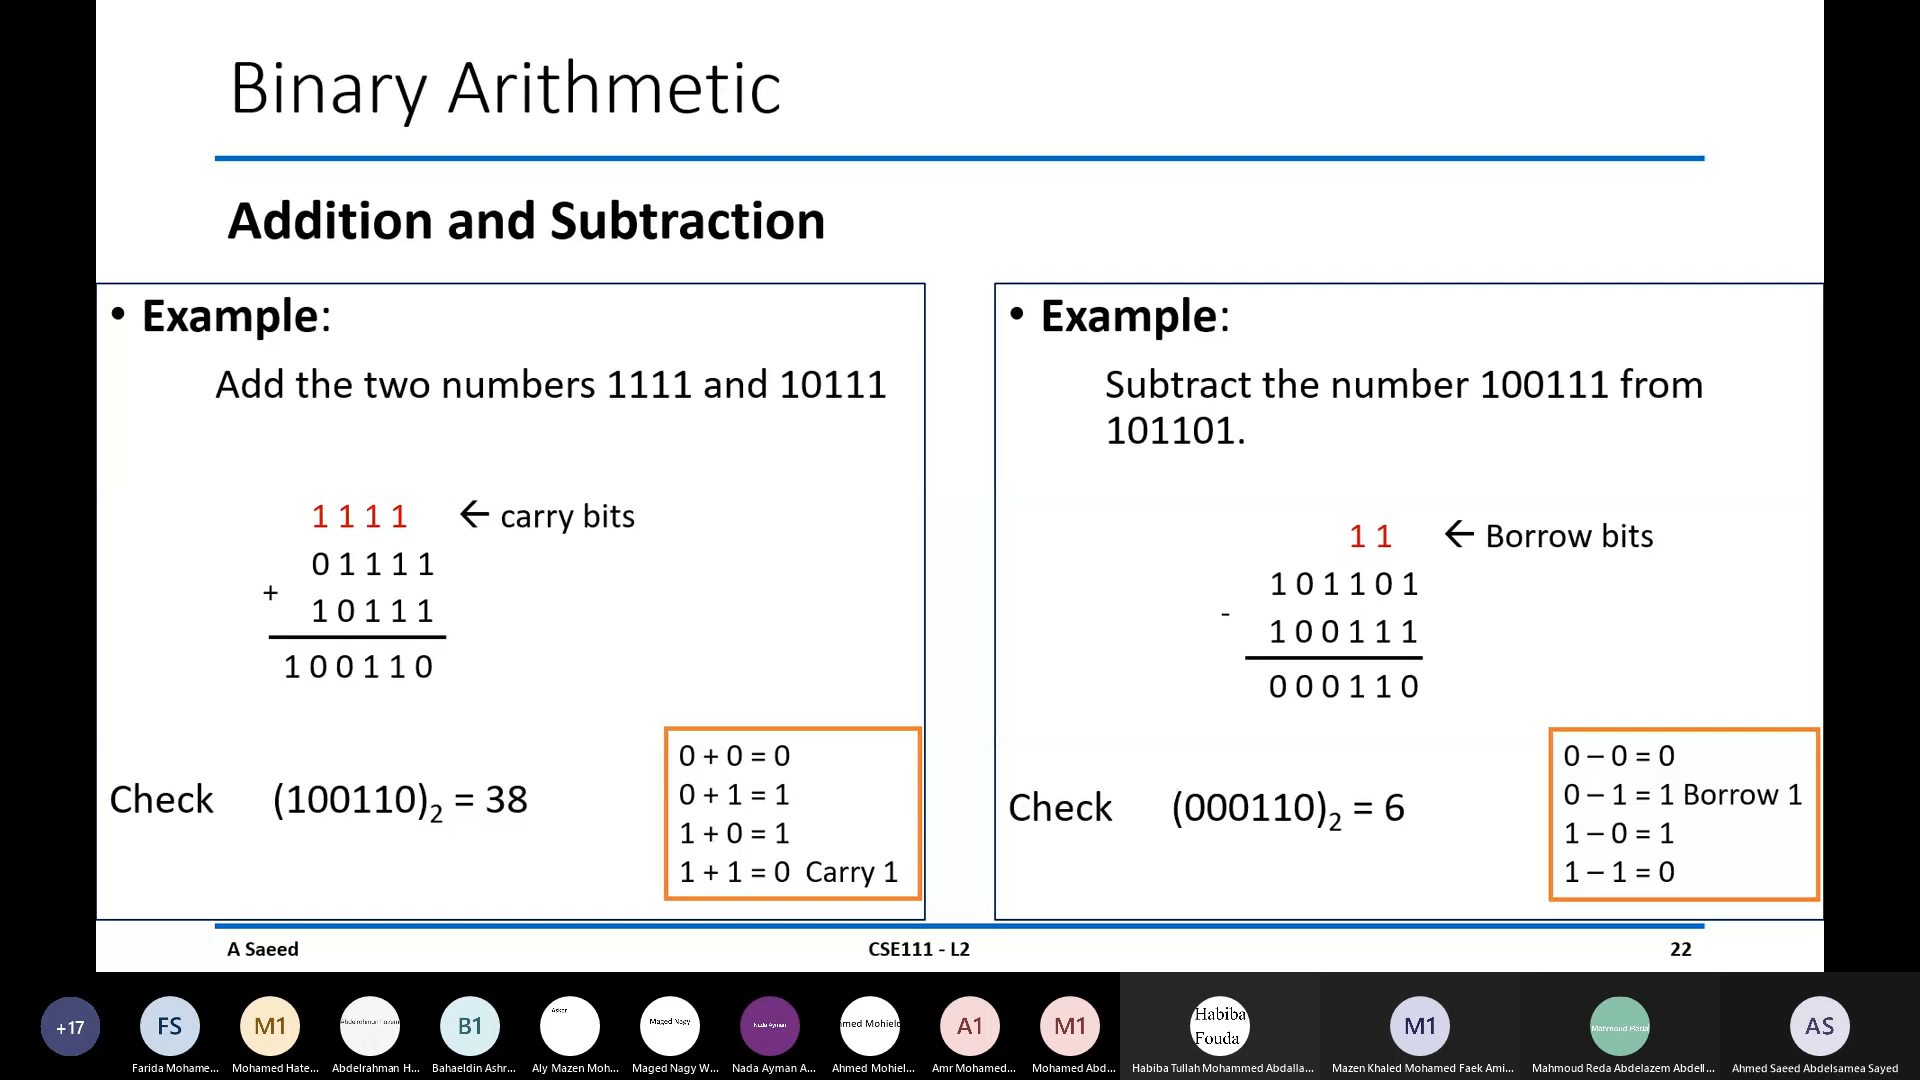 Binary Arithmetic
Addition and Subtraction
• Example:
Add the two numbers 1111 and 10111
1 1 1 1 ← carry bits
0 1 1 1 1
+
1 0 1 1 1
1 0 0 1 1 0
Check (100110)₂ = 38
0 + 0 = 0
0 + 1 = 1
1 + 0 = 1
1 + 1 = 0 Carry 1
• Example:
Subtract the number 100111 from
101101.
1 1 ← Borrow bits
1 0 1 1 0 1
-
1 0 0 1 1 1
0 0 0 1 1 0
Check (000110)₂ = 6
0 – 0 = 0
0 – 1 = 1 Borrow 1
1 – 0 = 1
1 – 1 = 0
A Saeed CSE111 - L2 22
+17 FS M1 B1 Asker Maged Nagy Nada Ayman A1 M1 Habiba M1 Mahmoud Reda AS
Fouda
Farida Mohame... Mohamed Hate... Abdelrahman H... Bahaeldin Ashr... Aly Mazen Moh... Maged Nagy W... Nada Ayman A... Ahmed Mohiel... Amr Mohamed... Mohamed Abd... Habiba Tullah Mohammed Abdalla... Mazen Khaled Mohamed Faek Ami... Mahmoud Reda Abdelazem Abdell... Ahmed Saeed Abdelsamea Sayed